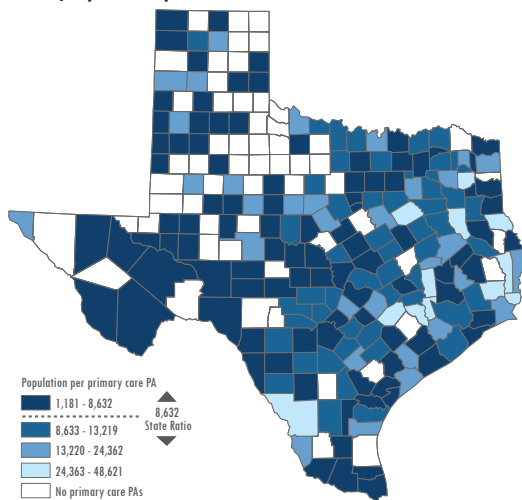 Population per primary care PA
1,181 - 8,632
8,632
State Ratio
8,633 - 13,219
13,220 - 24,362
24,363 - 48,621
No primary care PAs